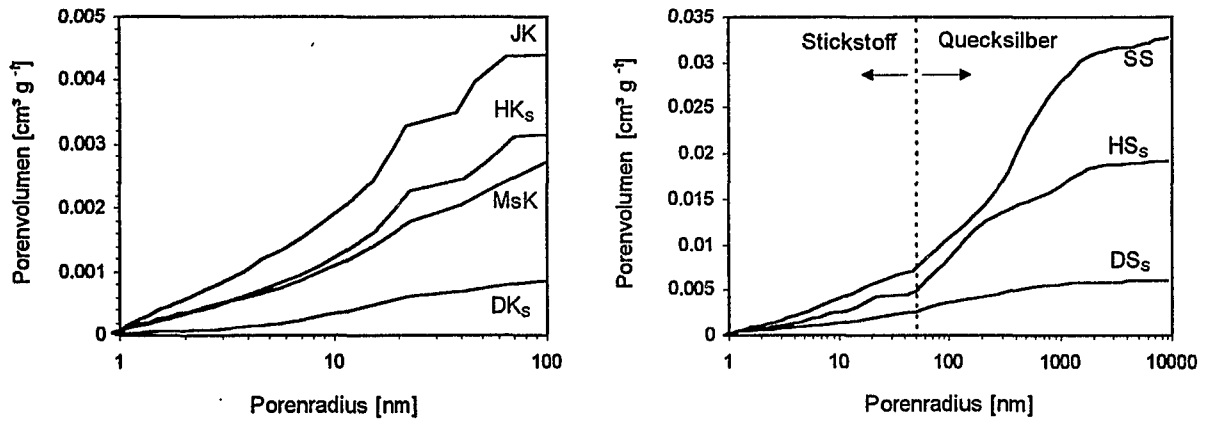 Porenvolumen [cm³ g⁻¹]
0.005
0.004
0.003
0.002
0.001
0
JK
HKs
MsK
DKs
1
10
100
Porenradius [nm]
Porenvolumen [cm³ g⁻¹]
0.035
0.03
0.025
0.02
0.015
0.01
0.005
0
Stickstoff
Quecksilber
SS
HSs
DSs
1
10
100
1000
10000
Porenradius [nm]